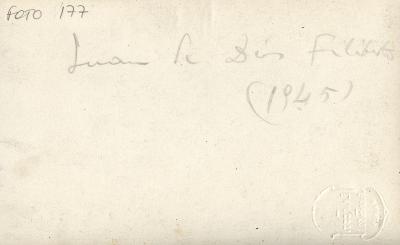 FOTO 177
Juan de Dios Filiberto
(1945)